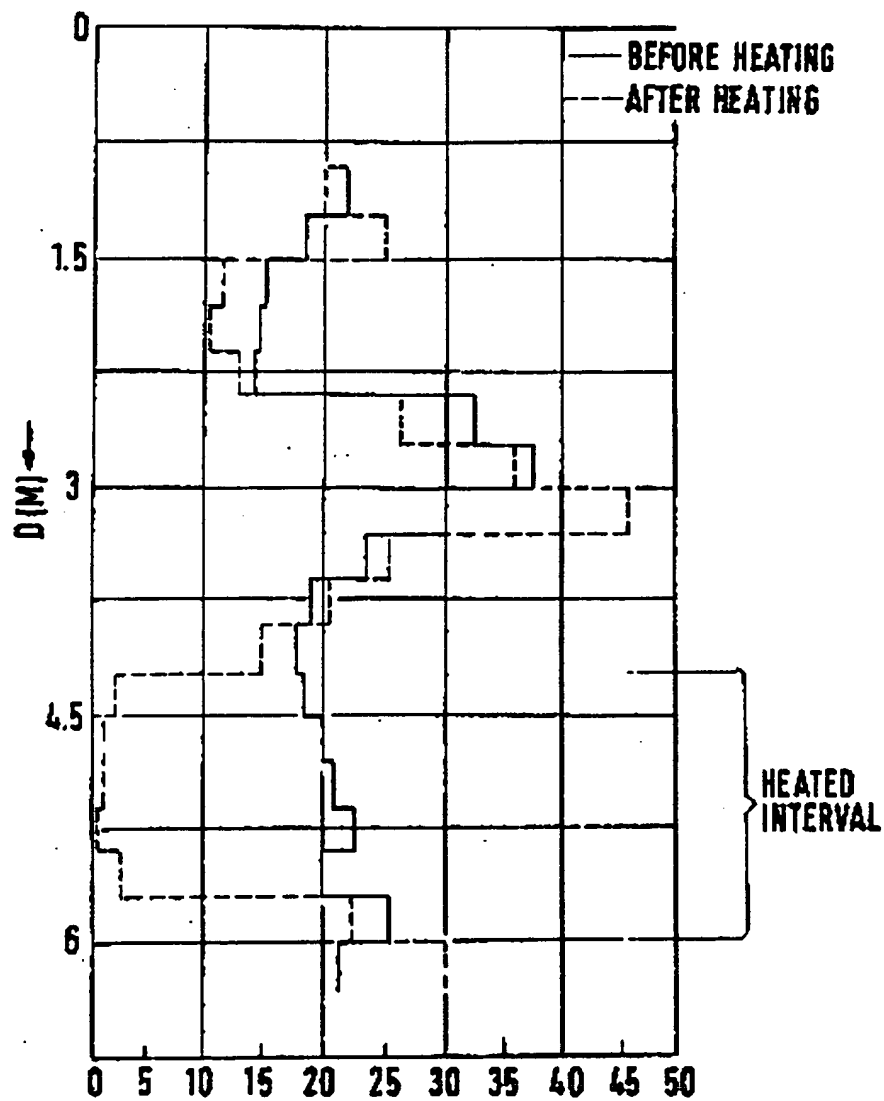 0
BEFORE HEATING
AFTER HEATING
1.5
D(M)
3
4.5
HEATED
INTERVAL
6
0 5 10 15 20 25 30 35 40 45 50